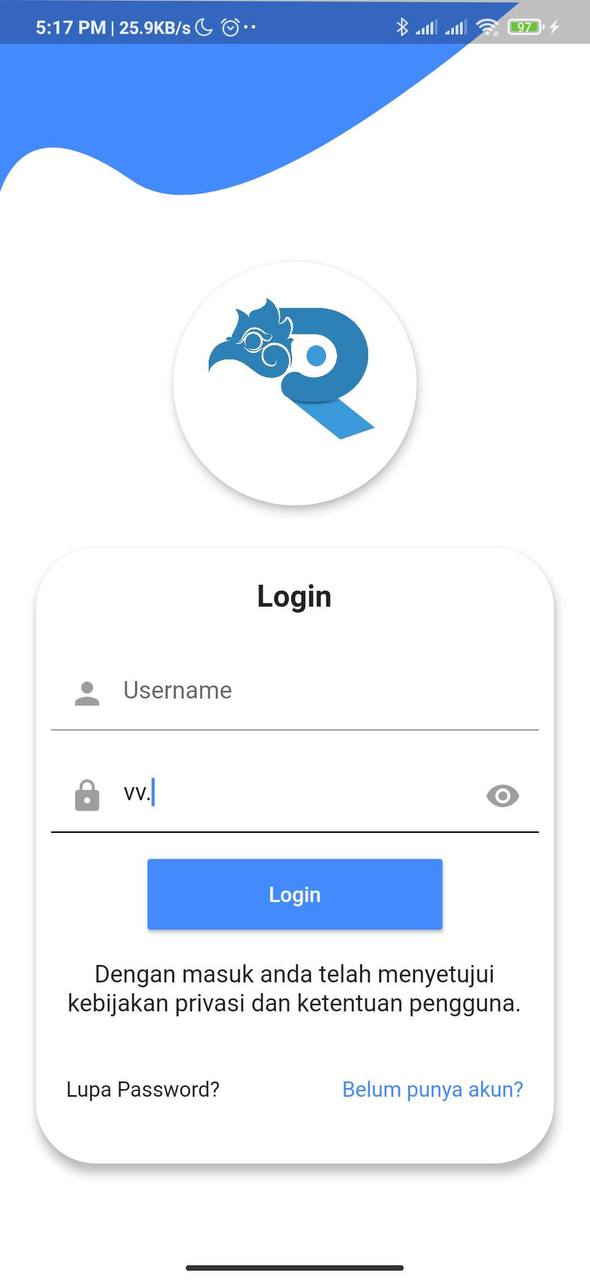 5:17 PM | 25.9KB/s
97
Login
Username
vv.
Login
Dengan masuk anda telah menyetujui
kebijakan privasi dan ketentuan pengguna.
Lupa Password?
Belum punya akun?